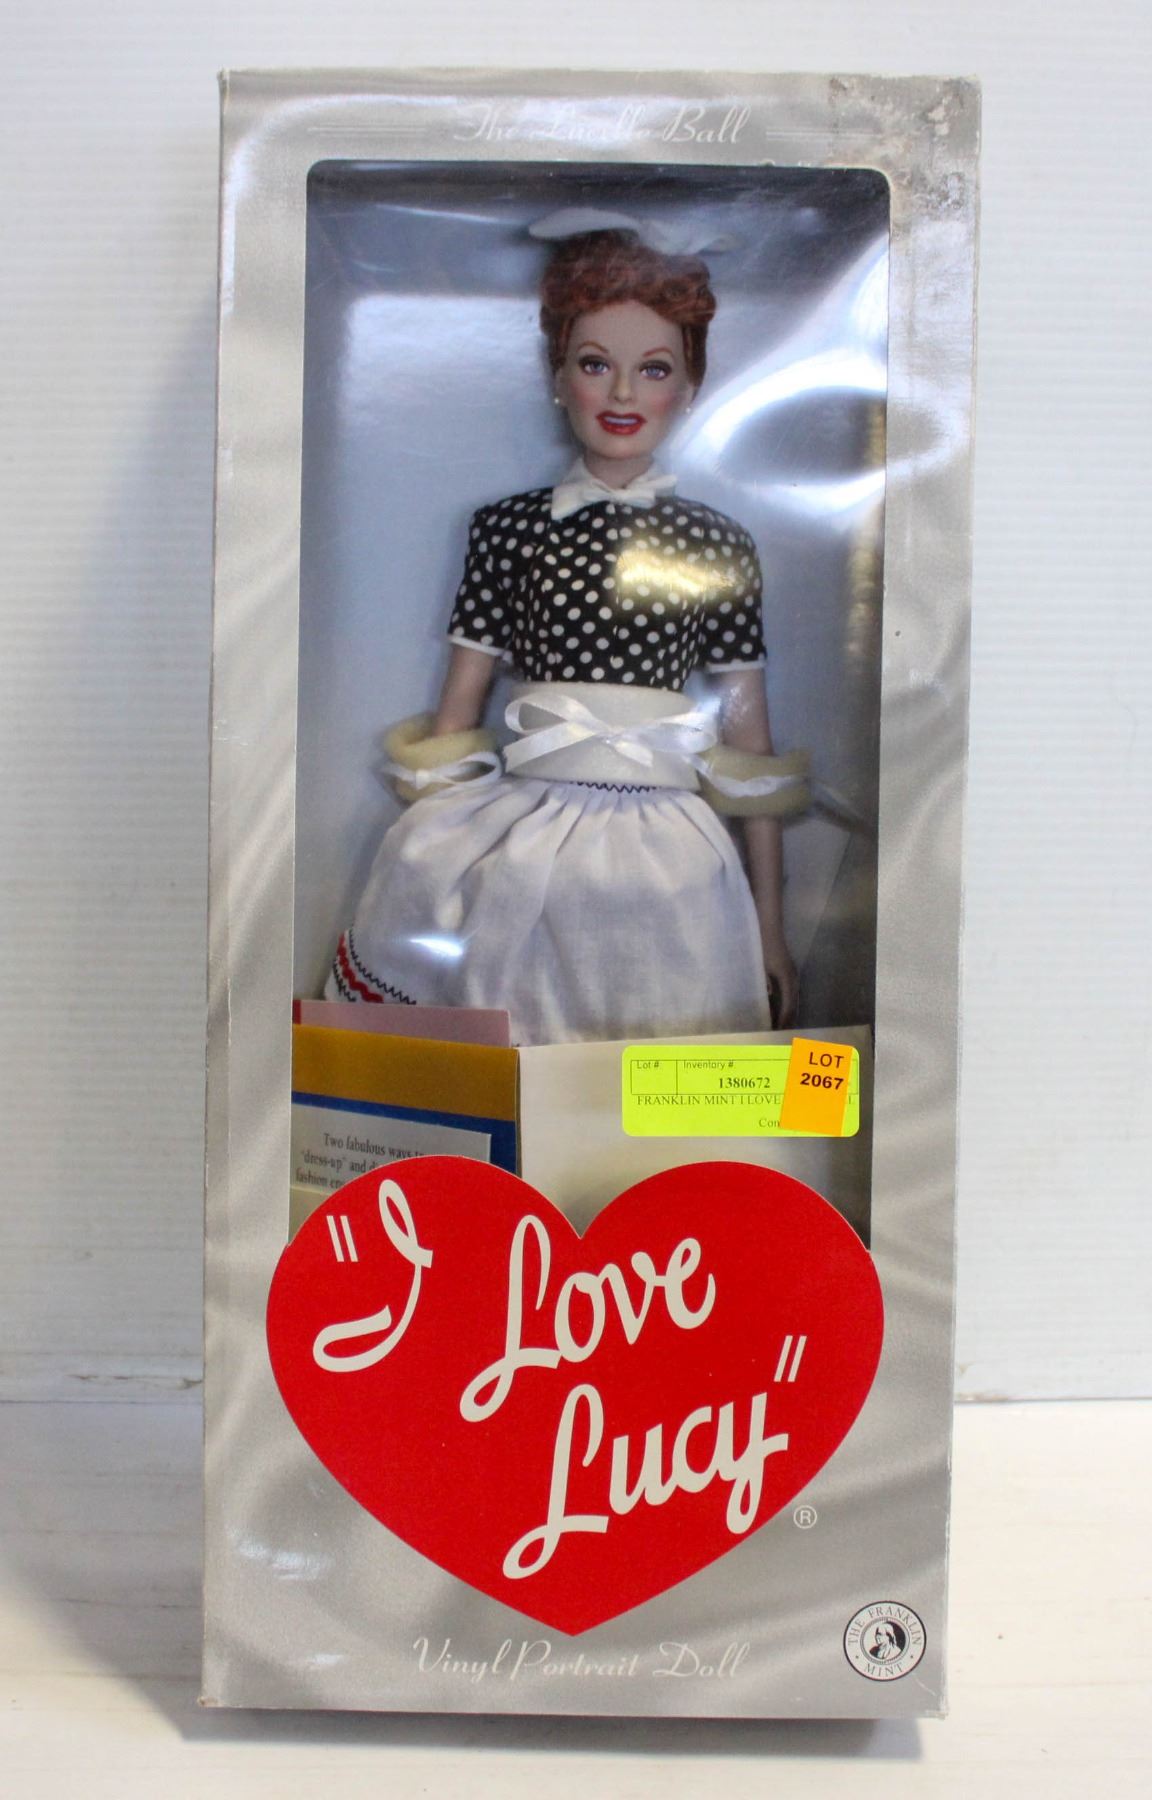 The Lucille Ball
Lot # Inventory #
1380672
LOT
2067
FRANKLIN MINT I LOVE
Con
Two fabulous ways
"dress-up" and
fashion
"I Love
Lucy"
®
Vinyl Portrait Doll
THE FRANKLIN
MINT